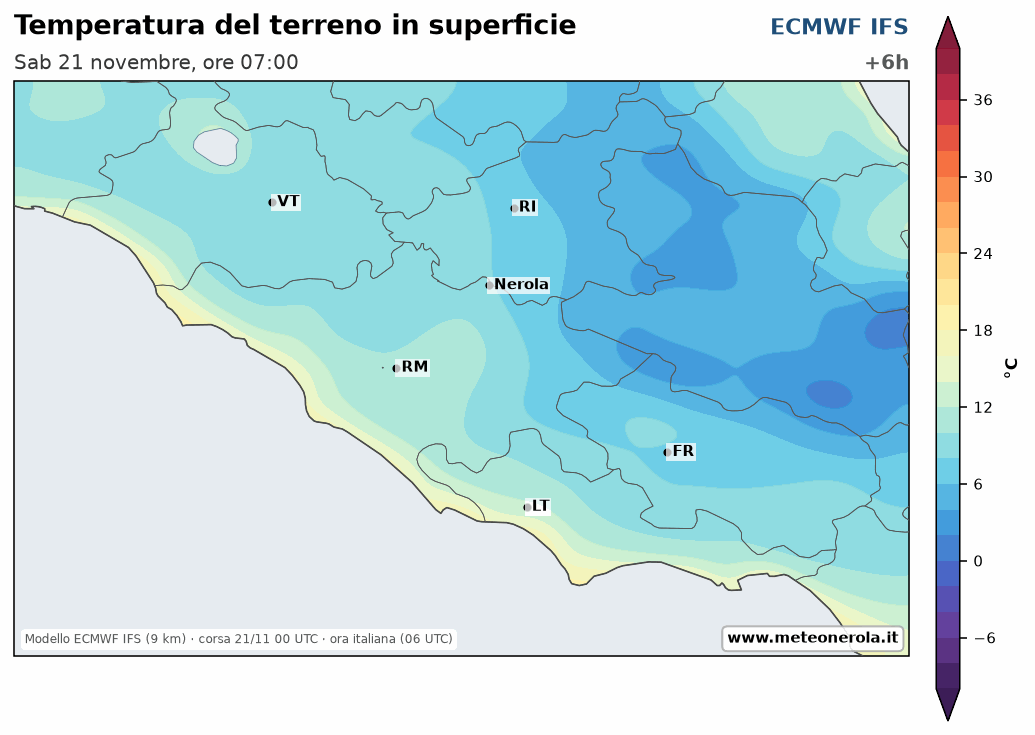 Temperatura del terreno in superficie
ECMWF IFS
Sab 21 novembre, ore 07:00
+6h
VT
RI
Nerola
RM
FR
LT
Modello ECMWF IFS (9 km) · corsa 21/11 00 UTC · ora italiana (06 UTC)
www.meteonerola.it
36
30
24
18
12
6
0
−6
°C